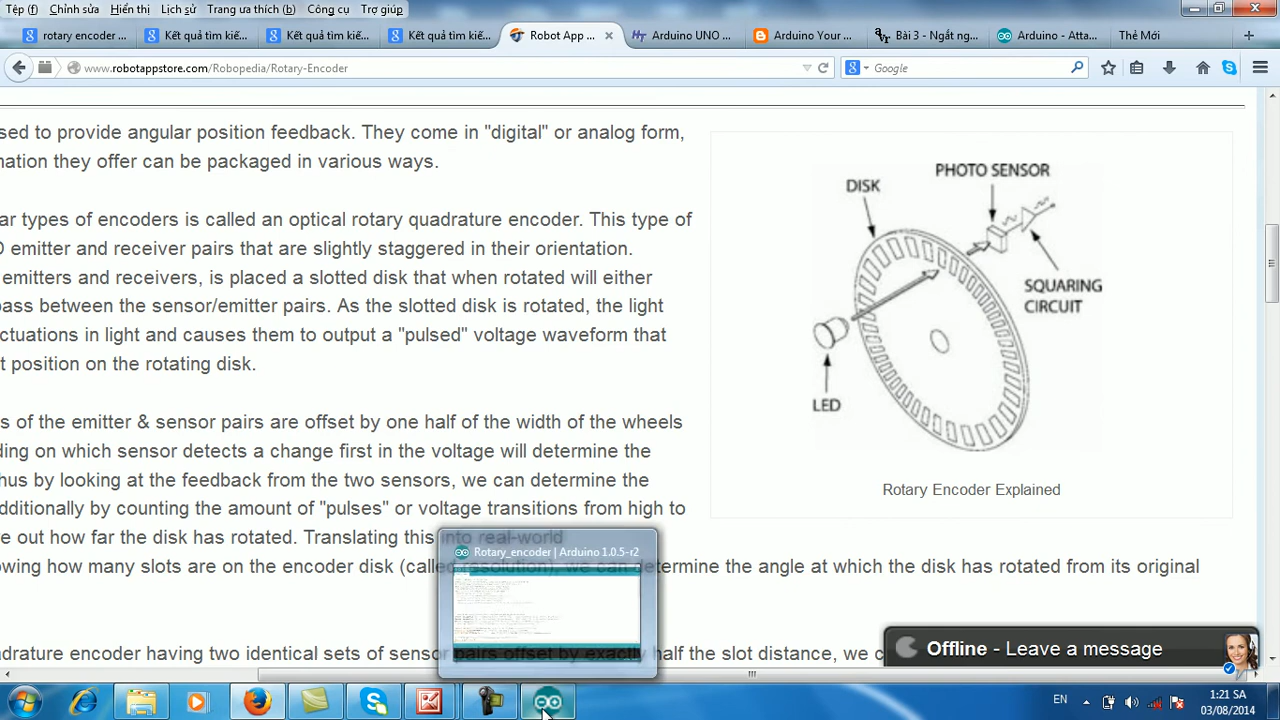 Tệp (f) Chỉnh sửa Hiển thị Lịch sử Trang ưa thích (b) Công cụ Trợ giúp
rotary encoder ... Kết quả tìm kiế... Kết quả tìm kiế... Kết quả tìm kiế... Robot App ... Arduino UNO ... Arduino Your ... Bài 3 - Ngắt ng... Arduino - Atta... Thẻ Mới
www.robotappstore.com/Robopedia/Rotary-Encoder
Google
sed to provide angular position feedback. They come in "digital" or analog form,
nation they offer can be packaged in various ways.
ar types of encoders is called an optical rotary quadrature encoder. This type of
D emitter and receiver pairs that are slightly staggered in their orientation.
emitters and receivers, is placed a slotted disk that when rotated will either
pass between the sensor/emitter pairs. As the slotted disk is rotated, the light
ctuations in light and causes them to output a "pulsed" voltage waveform that
t position on the rotating disk.
s of the emitter & sensor pairs are offset by one half of the width of the wheels
ding on which sensor detects a change first in the voltage will determine the
hus by looking at the feedback from the two sensors, we can determine the
dditionally by counting the amount of "pulses" or voltage transitions from high to
e out how far the disk has rotated. Translating this into real-world
owing how many slots are on the encoder disk (called resolution), we can determine the angle at which the disk has rotated from its original
adrature encoder having two identical sets of sensor pairs offset by exactly half the slot distance, we c
PHOTO SENSOR
DISK
SQUARING
CIRCUIT
LED
Rotary Encoder Explained
Rotary_encoder | Arduino 1.0.5-r2
Offline - Leave a message
EN
1:21 SA
03/08/2014